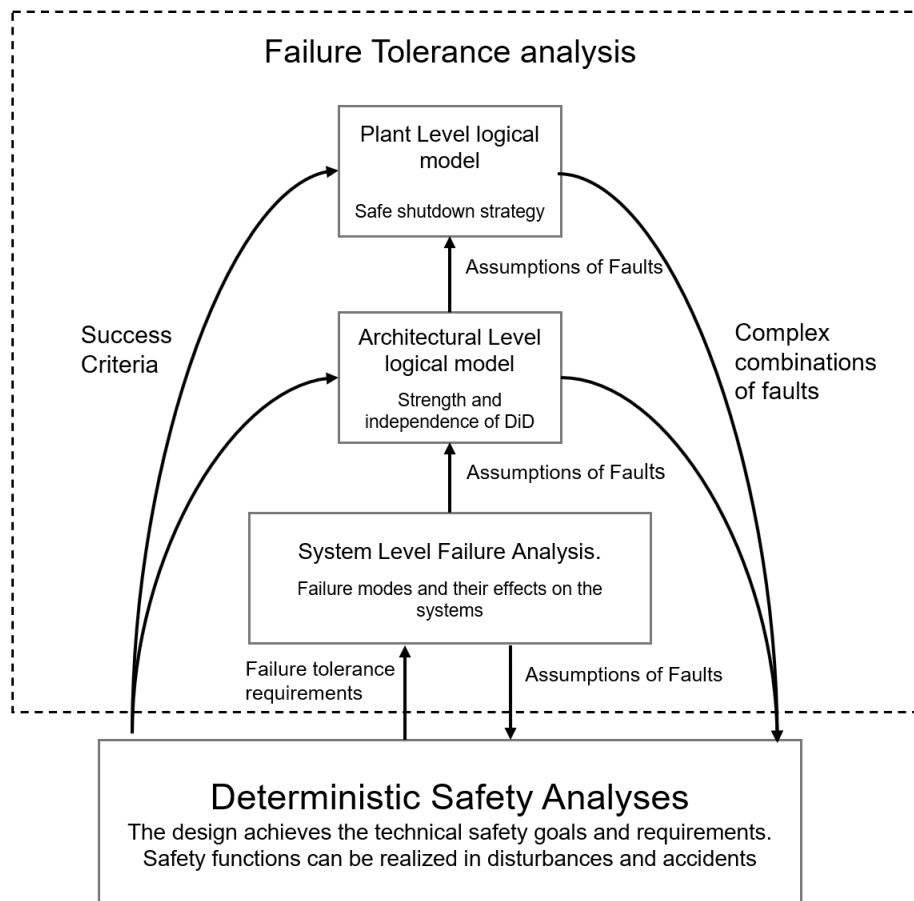 Failure Tolerance analysis
Plant Level logical
model
Safe shutdown strategy
Assumptions of Faults
Success
Criteria
Architectural Level
logical model
Strength and
independence of DiD
Complex
combinations
of faults
Assumptions of Faults
System Level Failure Analysis.
Failure modes and their effects on the
systems
Failure tolerance
requirements
Assumptions of Faults
Deterministic Safety Analyses
The design achieves the technical safety goals and requirements.
Safety functions can be realized in disturbances and accidents